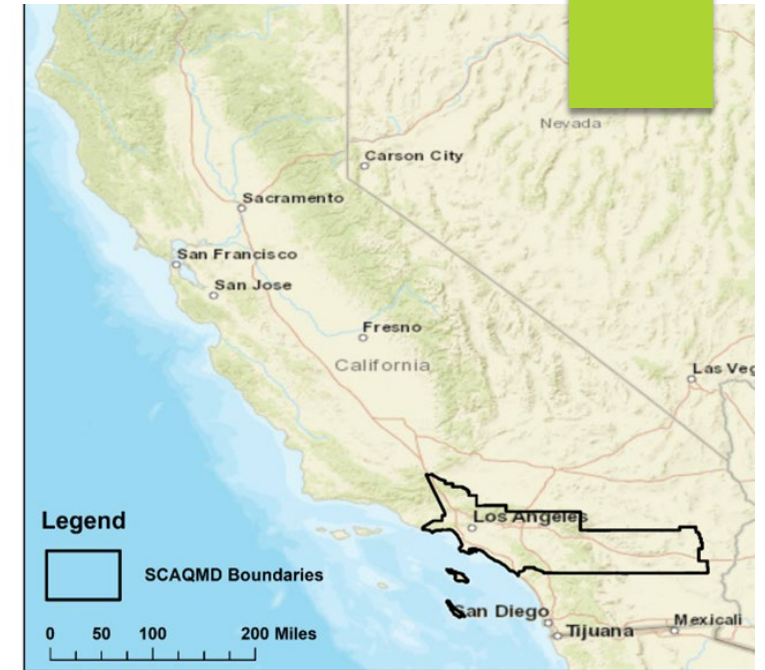 Nevada
Carson City
Sacramento
San Francisco
San Jose
Fresno
California
Las Veg
Legend
Los Angeles
SCAQMD Boundaries
San Diego
Mexicali
Tijuana
0 50 100 200 Miles